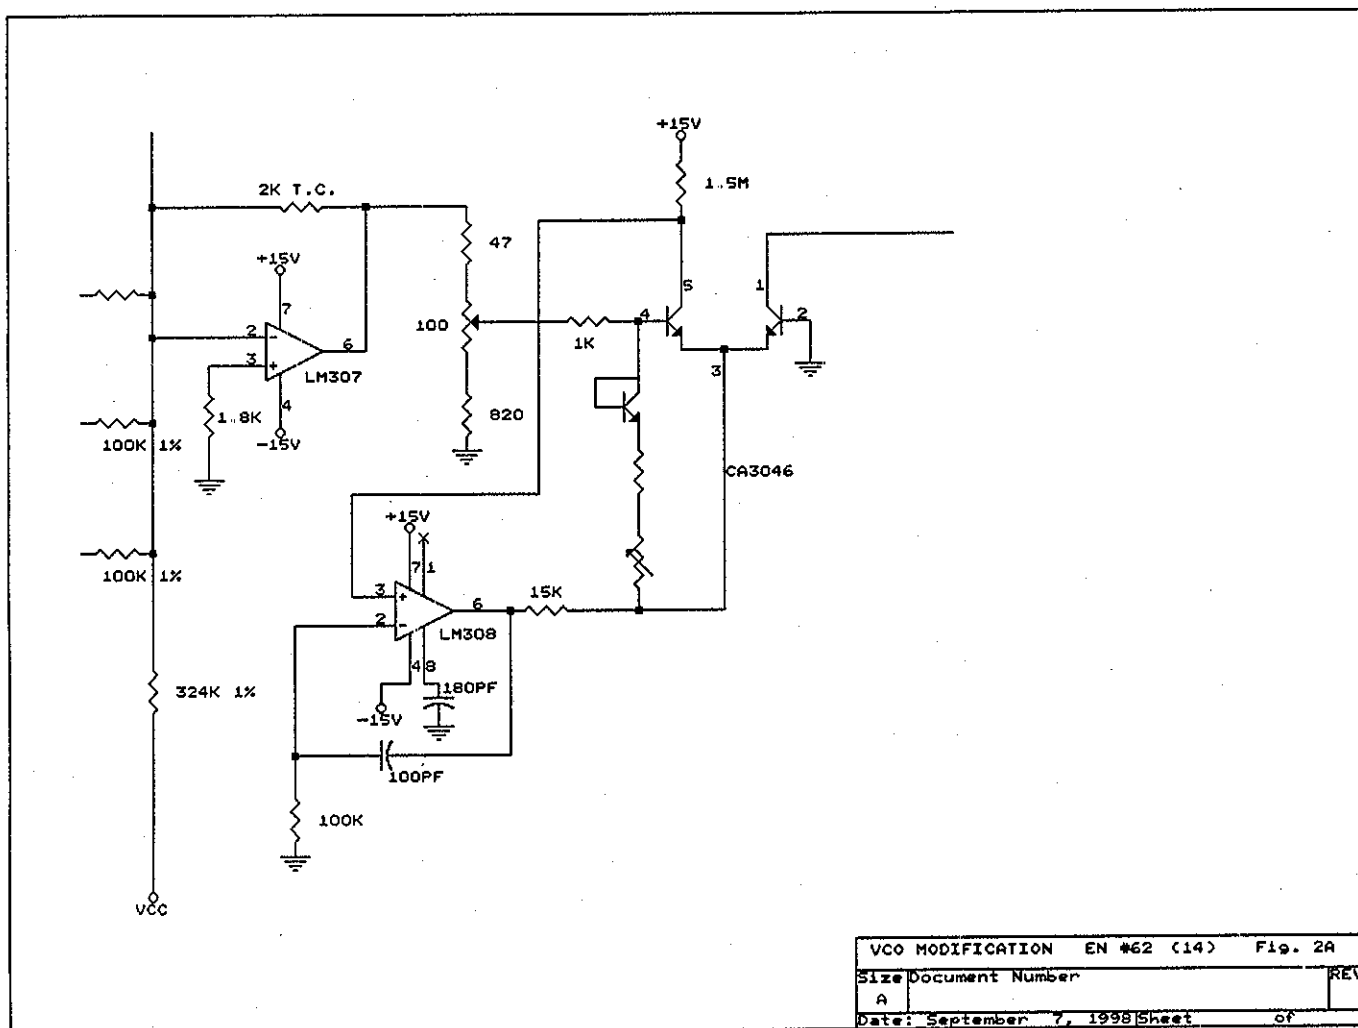 +15V
1.5M
2K T.C.
47
+15V
7
5
1
2
6
100
4
2
3
1K
3
LM307
1.8K
4
820
-15V
100K 1%
CA3046
+15V
100K 1%
7
1
3
6
15K
2
LM308
4
8
324K 1%
180PF
-15V
100PF
100K
VCC
VCO MODIFICATION EN #62 (14) Fig. 2A
Size Document Number REV
A
Date: September 7, 1998 Sheet of